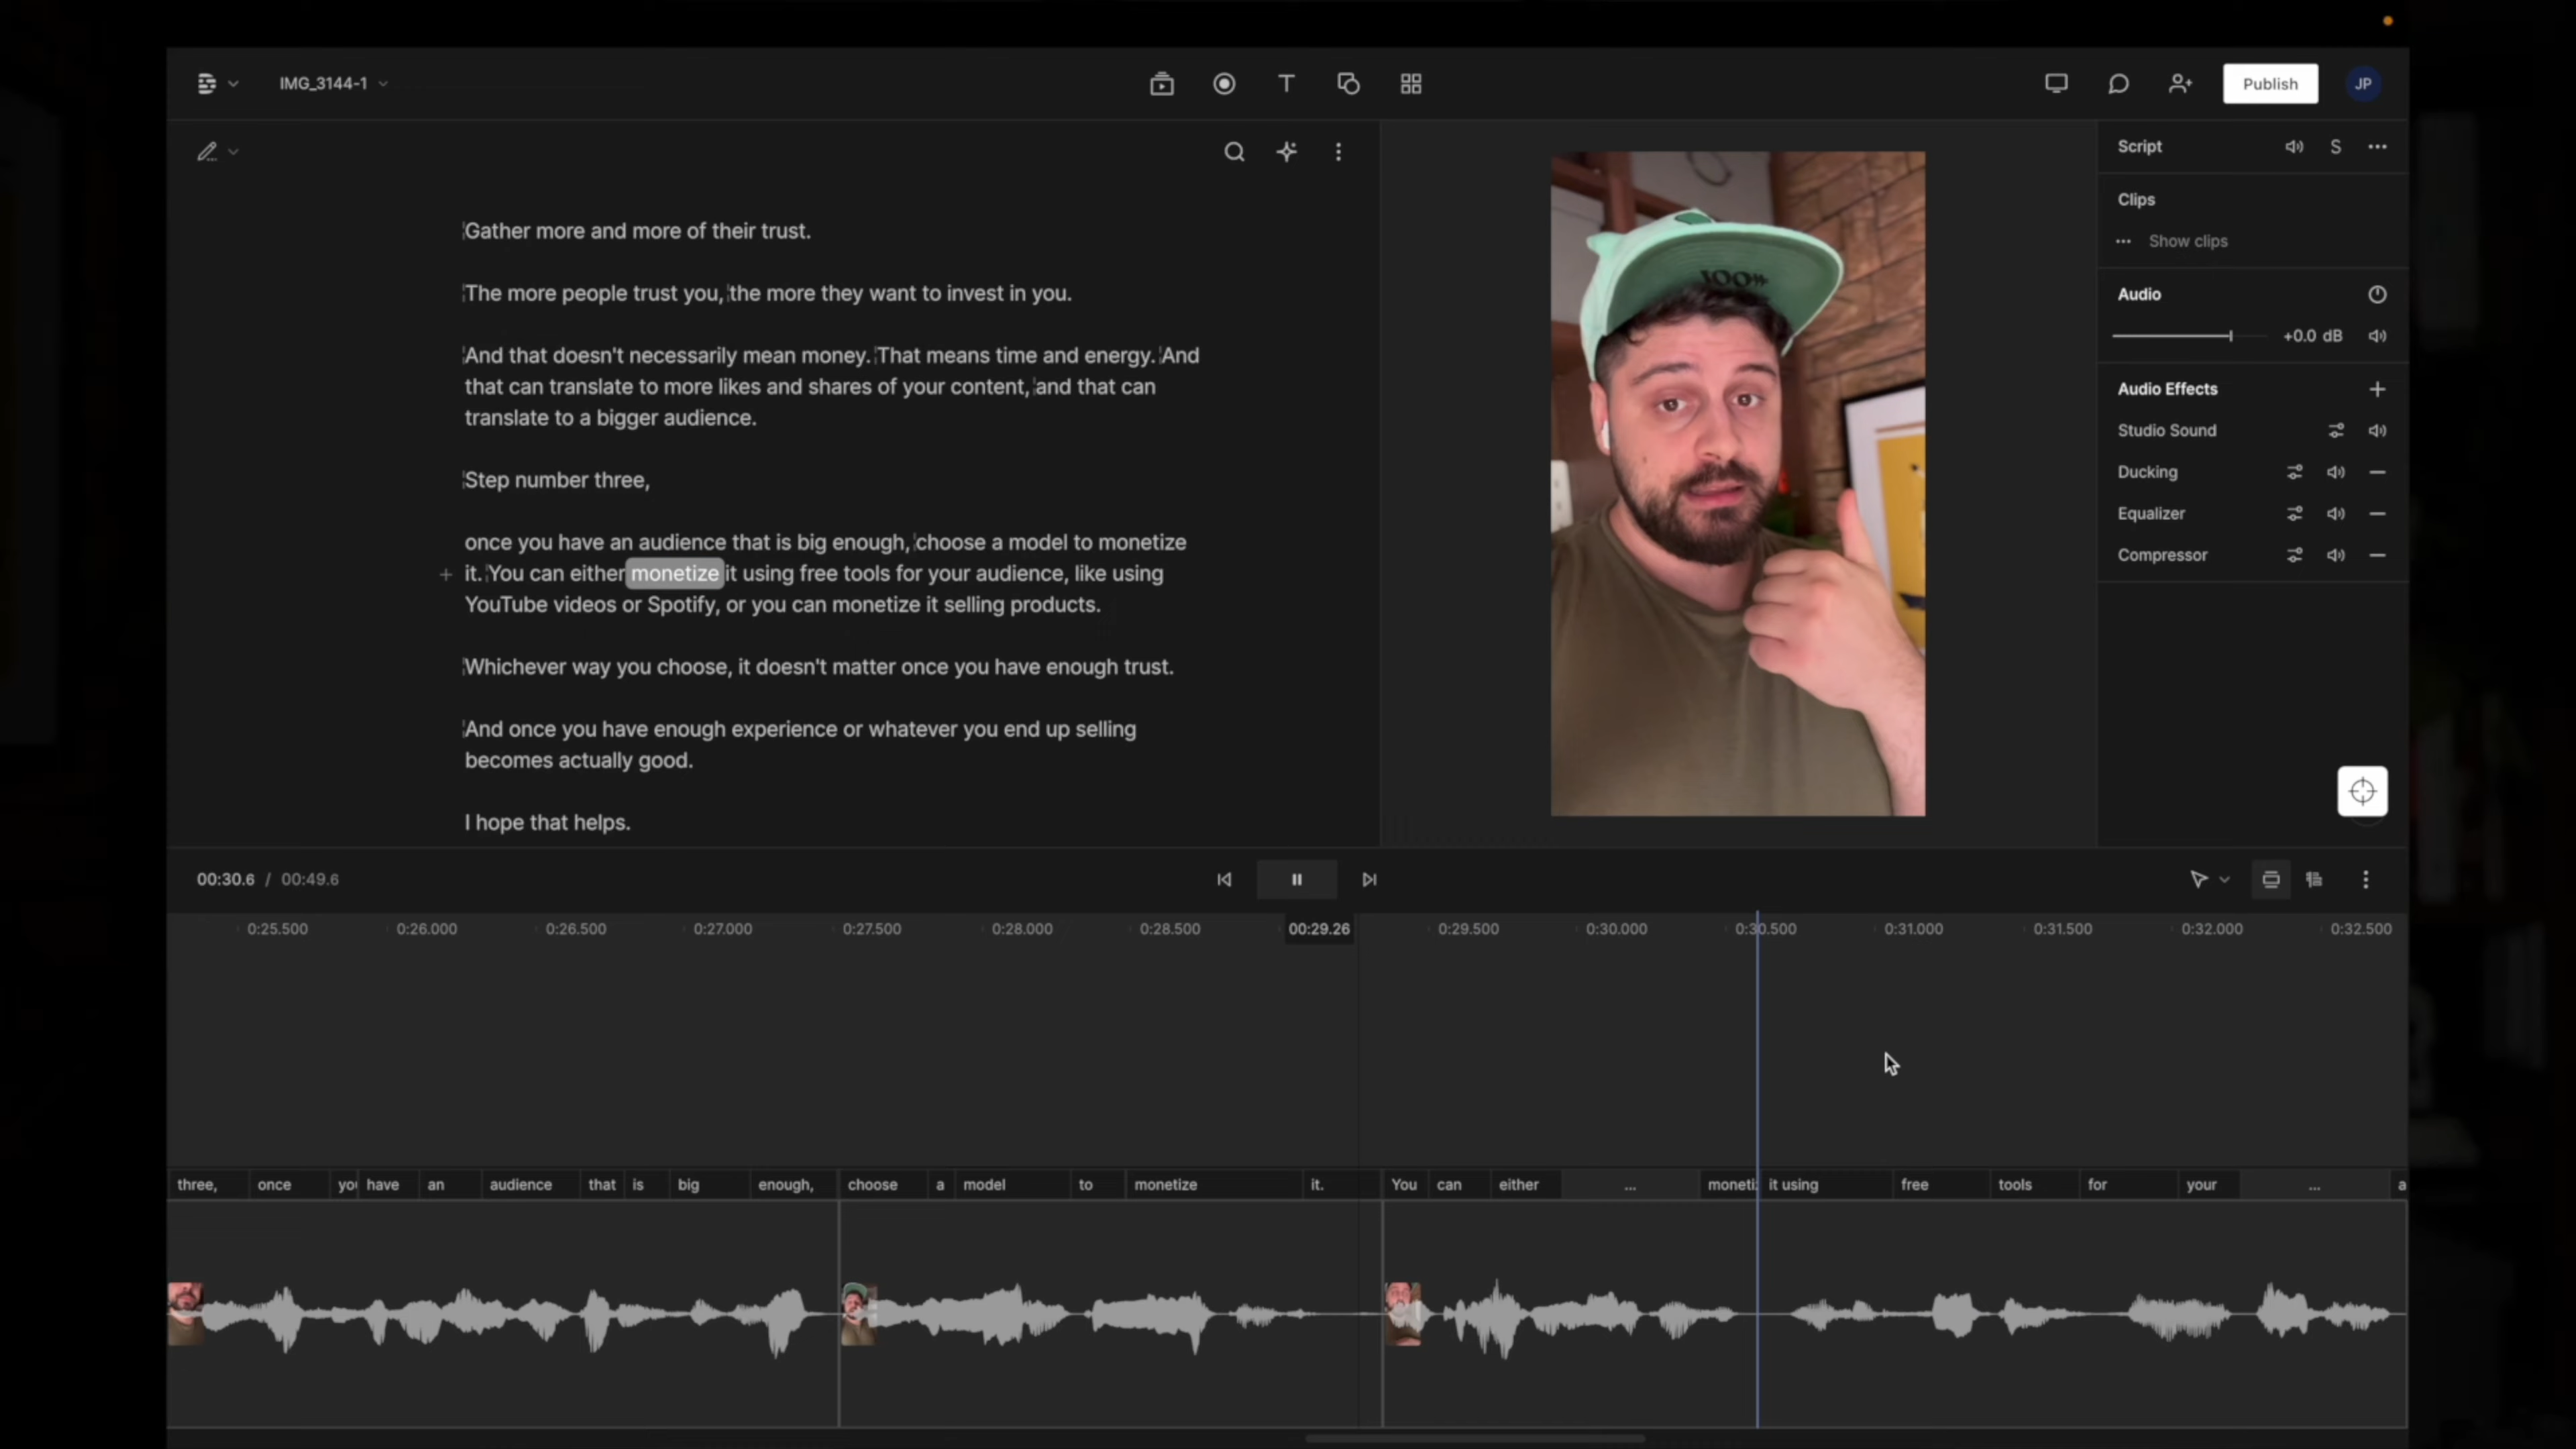 IMG_3144-1
Publish
JP
Gather more and more of their trust.
The more people trust you, the more they want to invest in you.
And that doesn't necessarily mean money. That means time and energy. And
that can translate to more likes and shares of your content, and that can
translate to a bigger audience.
Step number three,
once you have an audience that is big enough, choose a model to monetize
it. You can either monetize it using free tools for your audience, like using
YouTube videos or Spotify, or you can monetize it selling products.
Whichever way you choose, it doesn't matter once you have enough trust.
And once you have enough experience or whatever you end up selling
becomes actually good.
I hope that helps.
Script S
Clips
Show clips
Audio
+0.0 dB
Audio Effects
Studio Sound
Ducking
Equalizer
Compressor
00:30.6 / 00:49.6
0:25.500 0:26.000 0:26.500 0:27.000 0:27.500 0:28.000 0:28.500 00:29.26 0:29.500 0:30.000 0:30.500 0:31.000 0:31.500 0:32.000 0:32.500
three, once you have an audience that is big enough, choose a model to monetize it. You can either ... moneti it using free tools for your ... a